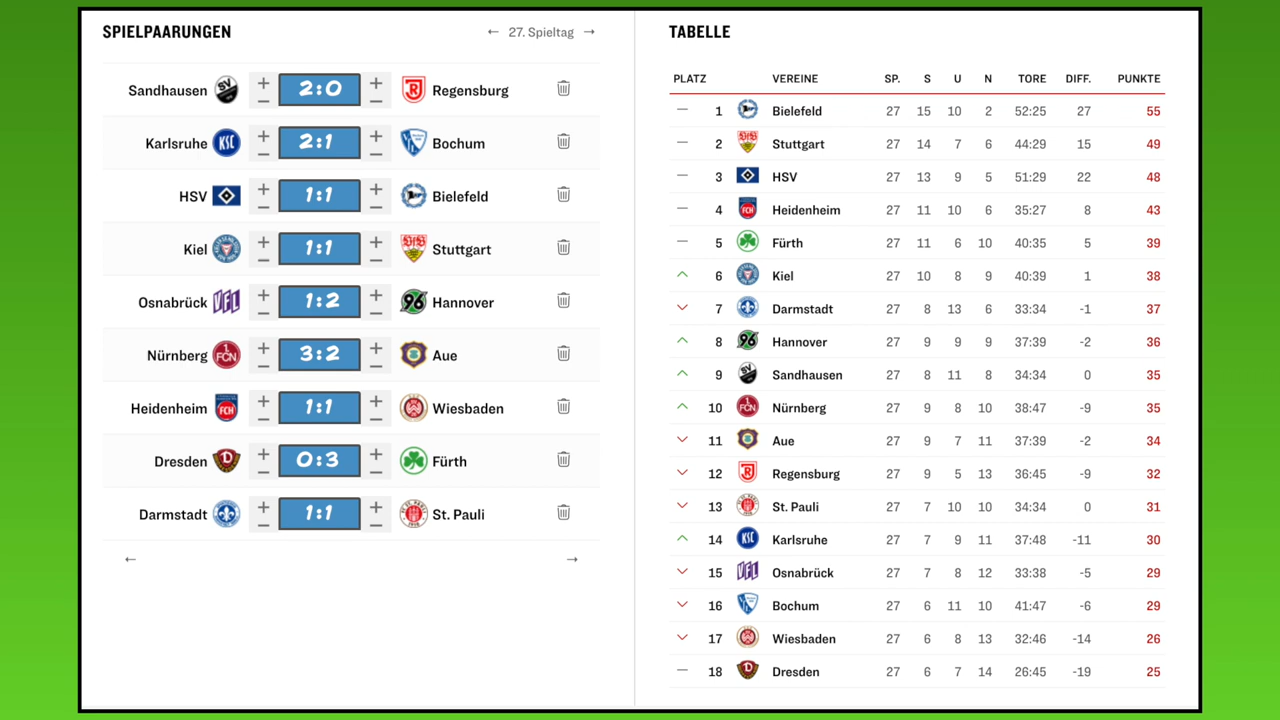 SPIELPAARUNGEN
← 27. Spieltag →
Sandhausen + − 2:0 + − Regensburg
Karlsruhe + − 2:1 + − Bochum
HSV + − 1:1 + − Bielefeld
Kiel + − 1:1 + − Stuttgart
Osnabrück + − 1:2 + − Hannover
Nürnberg + − 3:2 + − Aue
Heidenheim + − 1:1 + − Wiesbaden
Dresden + − 0:3 + − Fürth
Darmstadt + − 1:1 + − St. Pauli
← →
TABELLE
PLATZ VEREINE SP. S U N TORE DIFF. PUNKTE
1 Bielefeld 27 15 10 2 52:25 27 55
2 Stuttgart 27 14 7 6 44:29 15 49
3 HSV 27 13 9 5 51:29 22 48
4 Heidenheim 27 11 10 6 35:27 8 43
5 Fürth 27 11 6 10 40:35 5 39
6 Kiel 27 10 8 9 40:39 1 38
7 Darmstadt 27 8 13 6 33:34 -1 37
8 Hannover 27 9 9 9 37:39 -2 36
9 Sandhausen 27 8 11 8 34:34 0 35
10 Nürnberg 27 9 8 10 38:47 -9 35
11 Aue 27 9 7 11 37:39 -2 34
12 Regensburg 27 9 5 13 36:45 -9 32
13 St. Pauli 27 7 10 10 34:34 0 31
14 Karlsruhe 27 7 9 11 37:48 -11 30
15 Osnabrück 27 7 8 12 33:38 -5 29
16 Bochum 27 6 11 10 41:47 -6 29
17 Wiesbaden 27 6 8 13 32:46 -14 26
18 Dresden 27 6 7 14 26:45 -19 25